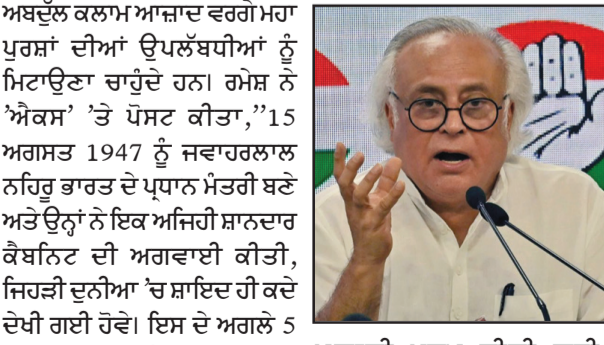 ਅਬਦੁੱਲ ਕਲਾਮ ਆਜ਼ਾਦ ਵਰਗੇ ਮਹਾ
ਪੁਰਸ਼ਾਂ ਦੀਆਂ ਉਪਲੱਬਧੀਆਂ ਨੂੰ
ਮਿਟਾਉਣਾ ਚਾਹੁੰਦੇ ਹਨ। ਰਮੇਸ਼ ਨੇ
’ਐਕਸ’ ’ਤੇ ਪੋਸਟ ਕੀਤਾ,’’15
ਅਗਸਤ 1947 ਨੂੰ ਜਵਾਹਰਲਾਲ
ਨਹਿਰੂ ਭਾਰਤ ਦੇ ਪ੍ਰਧਾਨ ਮੰਤਰੀ ਬਣੇ
ਅਤੇ ਉਨ੍ਹਾਂ ਨੇ ਇਕ ਅਜਿਹੀ ਸ਼ਾਨਦਾਰ
ਕੈਬਨਿਟ ਦੀ ਅਗਵਾਈ ਕੀਤੀ,
ਜਿਹੜੀ ਦੁਨੀਆ ’ਚ ਸ਼ਾਇਦ ਹੀ ਕਦੇ
ਦੇਖੀ ਗਈ ਹੋਵੇ। ਇਸ ਦੇ ਅਗਲੇ 5